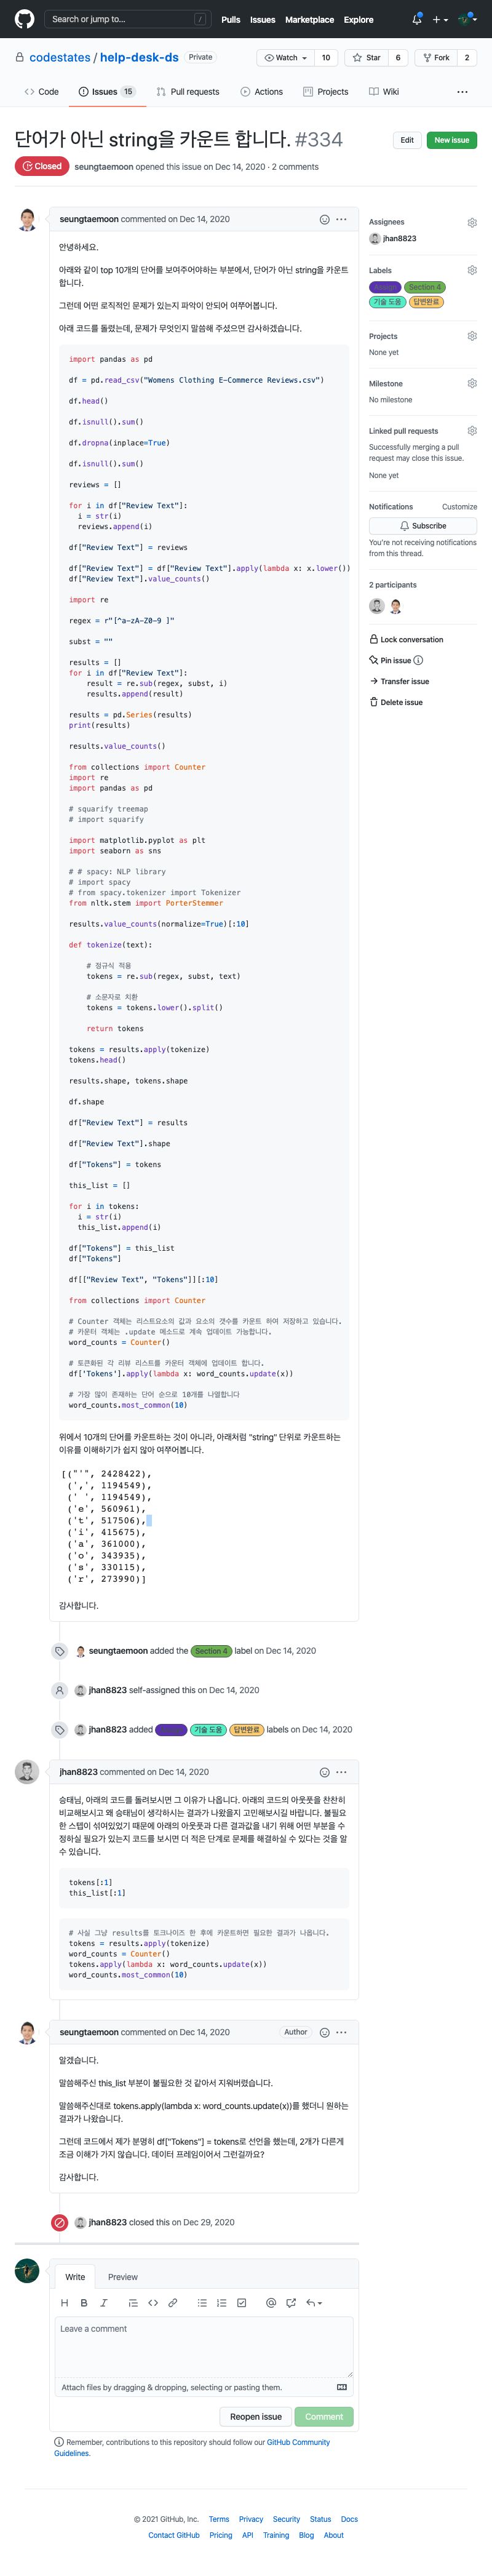 Search or jump to...
/
Pulls Issues Marketplace Explore
codestates / help-desk-ds Private
Watch 10 Star 6 Fork 2
Code Issues 15 Pull requests Actions Projects Wiki
단어가 아닌 string을 카운트 합니다. #334
Edit New issue
Closed seungtaemoon opened this issue on Dec 14, 2020 · 2 comments
seungtaemoon commented on Dec 14, 2020
안녕하세요.
아래와 같이 top 10개의 단어를 보여주어야하는 부분에서, 단어가 아닌 string을 카운트
합니다.
그런데 어떤 로직적인 문제가 있는지 파악이 안되어 여쭈어봅니다.
아래 코드를 돌렸는데, 문제가 무엇인지 말씀해 주셨으면 감사하겠습니다.
import pandas as pd
df = pd.read_csv("Womens Clothing E-Commerce Reviews.csv")
df.head()
df.isnull().sum()
df.dropna(inplace=True)
df.isnull().sum()
reviews = []
for i in df["Review Text"]:
i = str(i)
reviews.append(i)
df["Review Text"] = reviews
df["Review Text"] = df["Review Text"].apply(lambda x: x.lower())
df["Review Text"].value_counts()
import re
regex = r"[^a-zA-Z0-9 ]"
subst = ""
results = []
for i in df["Review Text"]:
result = re.sub(regex, subst, i)
results.append(result)
results = pd.Series(results)
print(results)
results.value_counts()
from collections import Counter
import re
import pandas as pd
# squarify treemap
# import squarify
import matplotlib.pyplot as plt
import seaborn as sns
# # spacy: NLP library
# import spacy
# from spacy.tokenizer import Tokenizer
from nltk.stem import PorterStemmer
results.value_counts(normalize=True)[:10]
def tokenize(text):
# 정규식 적용
tokens = re.sub(regex, subst, text)
# 소문자로 치환
tokens = tokens.lower().split()
return tokens
tokens = results.apply(tokenize)
tokens.head()
results.shape, tokens.shape
df.shape
df["Review Text"] = results
df["Review Text"].shape
df["Tokens"] = tokens
this_list = []
for i in tokens:
i = str(i)
this_list.append(i)
df["Tokens"] = this_list
df["Tokens"]
df[["Review Text", "Tokens"]][:10]
from collections import Counter
# Counter 객체는 리스트요소의 값과 요소의 갯수를 카운트 하여 저장하고 있습니다.
# 카운터 객체는 .update 메소드로 계속 업데이트 가능합니다.
word_counts = Counter()
# 토큰화된 각 리뷰 리스트를 카운터 객체에 업데이트 합니다.
df['Tokens'].apply(lambda x: word_counts.update(x))
# 가장 많이 존재하는 단어 순으로 10개를 나열합니다
word_counts.most_common(10)
위에서 10개의 단어를 카운트하는 것이 아니라, 아래처럼 "string" 단위로 카운트하는
이유를 이해하기가 쉽지 않아 여쭈어봅니다.
[("'", 2428422),
(',', 1194549),
(' ', 1194549),
('e', 560961),
('t', 517506),
('i', 415675),
('a', 361000),
('o', 343935),
('s', 330115),
('r', 273990)]
감사합니다.
seungtaemoon added the Section 4 label on Dec 14, 2020
jhan8823 self-assigned this on Dec 14, 2020
jhan8823 added 기술 도움 답변완료 labels on Dec 14, 2020
jhan8823 commented on Dec 14, 2020
승태님, 아래의 코드를 돌려보시면 그 이유가 나옵니다. 아래의 코드의 아웃풋을 찬찬히
비교해보시고 왜 승태님이 생각하시는 결과가 나왔을지 고민해보시길 바랍니다. 불필요
한 스텝이 섞여있었기 때문에 아래의 아웃풋과 다른 결과값을 내기 위해 어떤 부분을 수
정하실 필요가 있는지 코드를 보시면 더 적은 단계로 문제를 해결하실 수 있다는 것을 알
수 있습니다.
tokens[:1]
this_list[:1]
# 사실 그냥 results를 토크나이즈 한 후에 카운트하면 필요한 결과가 나옵니다.
tokens = results.apply(tokenize)
word_counts = Counter()
tokens.apply(lambda x: word_counts.update(x))
word_counts.most_common(10)
seungtaemoon commented on Dec 14, 2020 Author
알겠습니다.
말씀해주신 this_list 부분이 불필요한 것 같아서 지워버렸습니다.
말씀해주신대로 tokens.apply(lambda x: word_counts.update(x))를 했더니 원하는
결과가 나왔습니다.
그런데 코드에서 제가 분명히 df["Tokens"] = tokens로 선언을 했는데, 2개가 다른게
조금 이해가 가지 않습니다. 데이터 프레임이어서 그런걸까요?
감사합니다.
jhan8823 closed this on Dec 29, 2020
Write Preview
Leave a comment
Attach files by dragging & dropping, selecting or pasting them.
Reopen issue Comment
Remember, contributions to this repository should follow our GitHub Community
Guidelines.
Assignees
jhan8823
Labels
Section 4
기술 도움 답변완료
Projects
None yet
Milestone
No milestone
Linked pull requests
Successfully merging a pull
request may close this issue.
None yet
Notifications Customize
Subscribe
You're not receiving notifications
from this thread.
2 participants
Lock conversation
Pin issue
Transfer issue
Delete issue
© 2021 GitHub, Inc. Terms Privacy Security Status Docs
Contact GitHub Pricing API Training Blog About